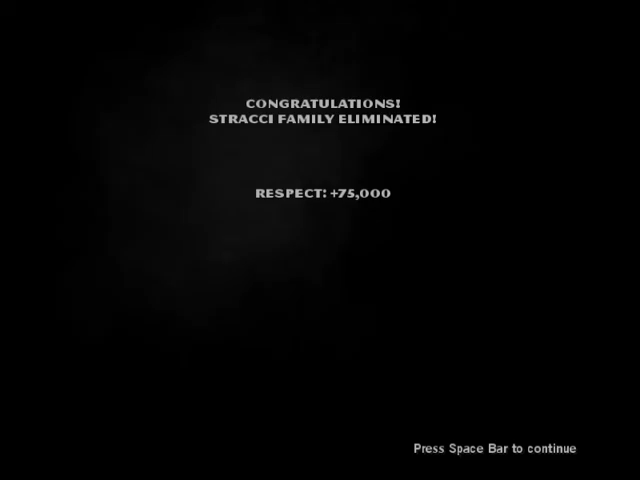 CONGRATULATIONS!
STRACCI FAMILY ELIMINATED!
RESPECT: +75,000
Press Space Bar to continue